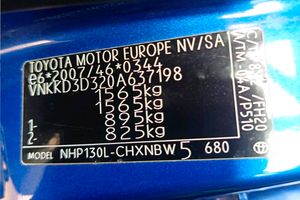 TOYOTA MOTOR EUROPE NV/SA
e6*2007/46*0344
VNKKD3D320A637198
1565kg
1565kg
1- 895kg
2- 825kg
MODEL NHP130L-CHXNBW5 680